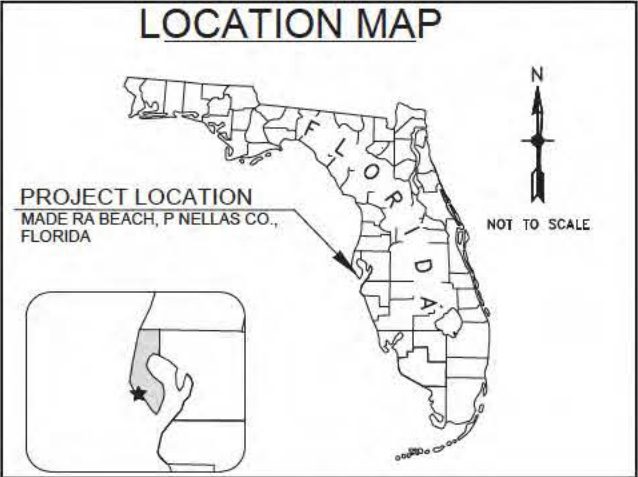 LOCATION MAP
N
FLORIDA
PROJECT LOCATION
MADE RA BEACH, P NELLAS CO.,
FLORIDA
NOT TO SCALE